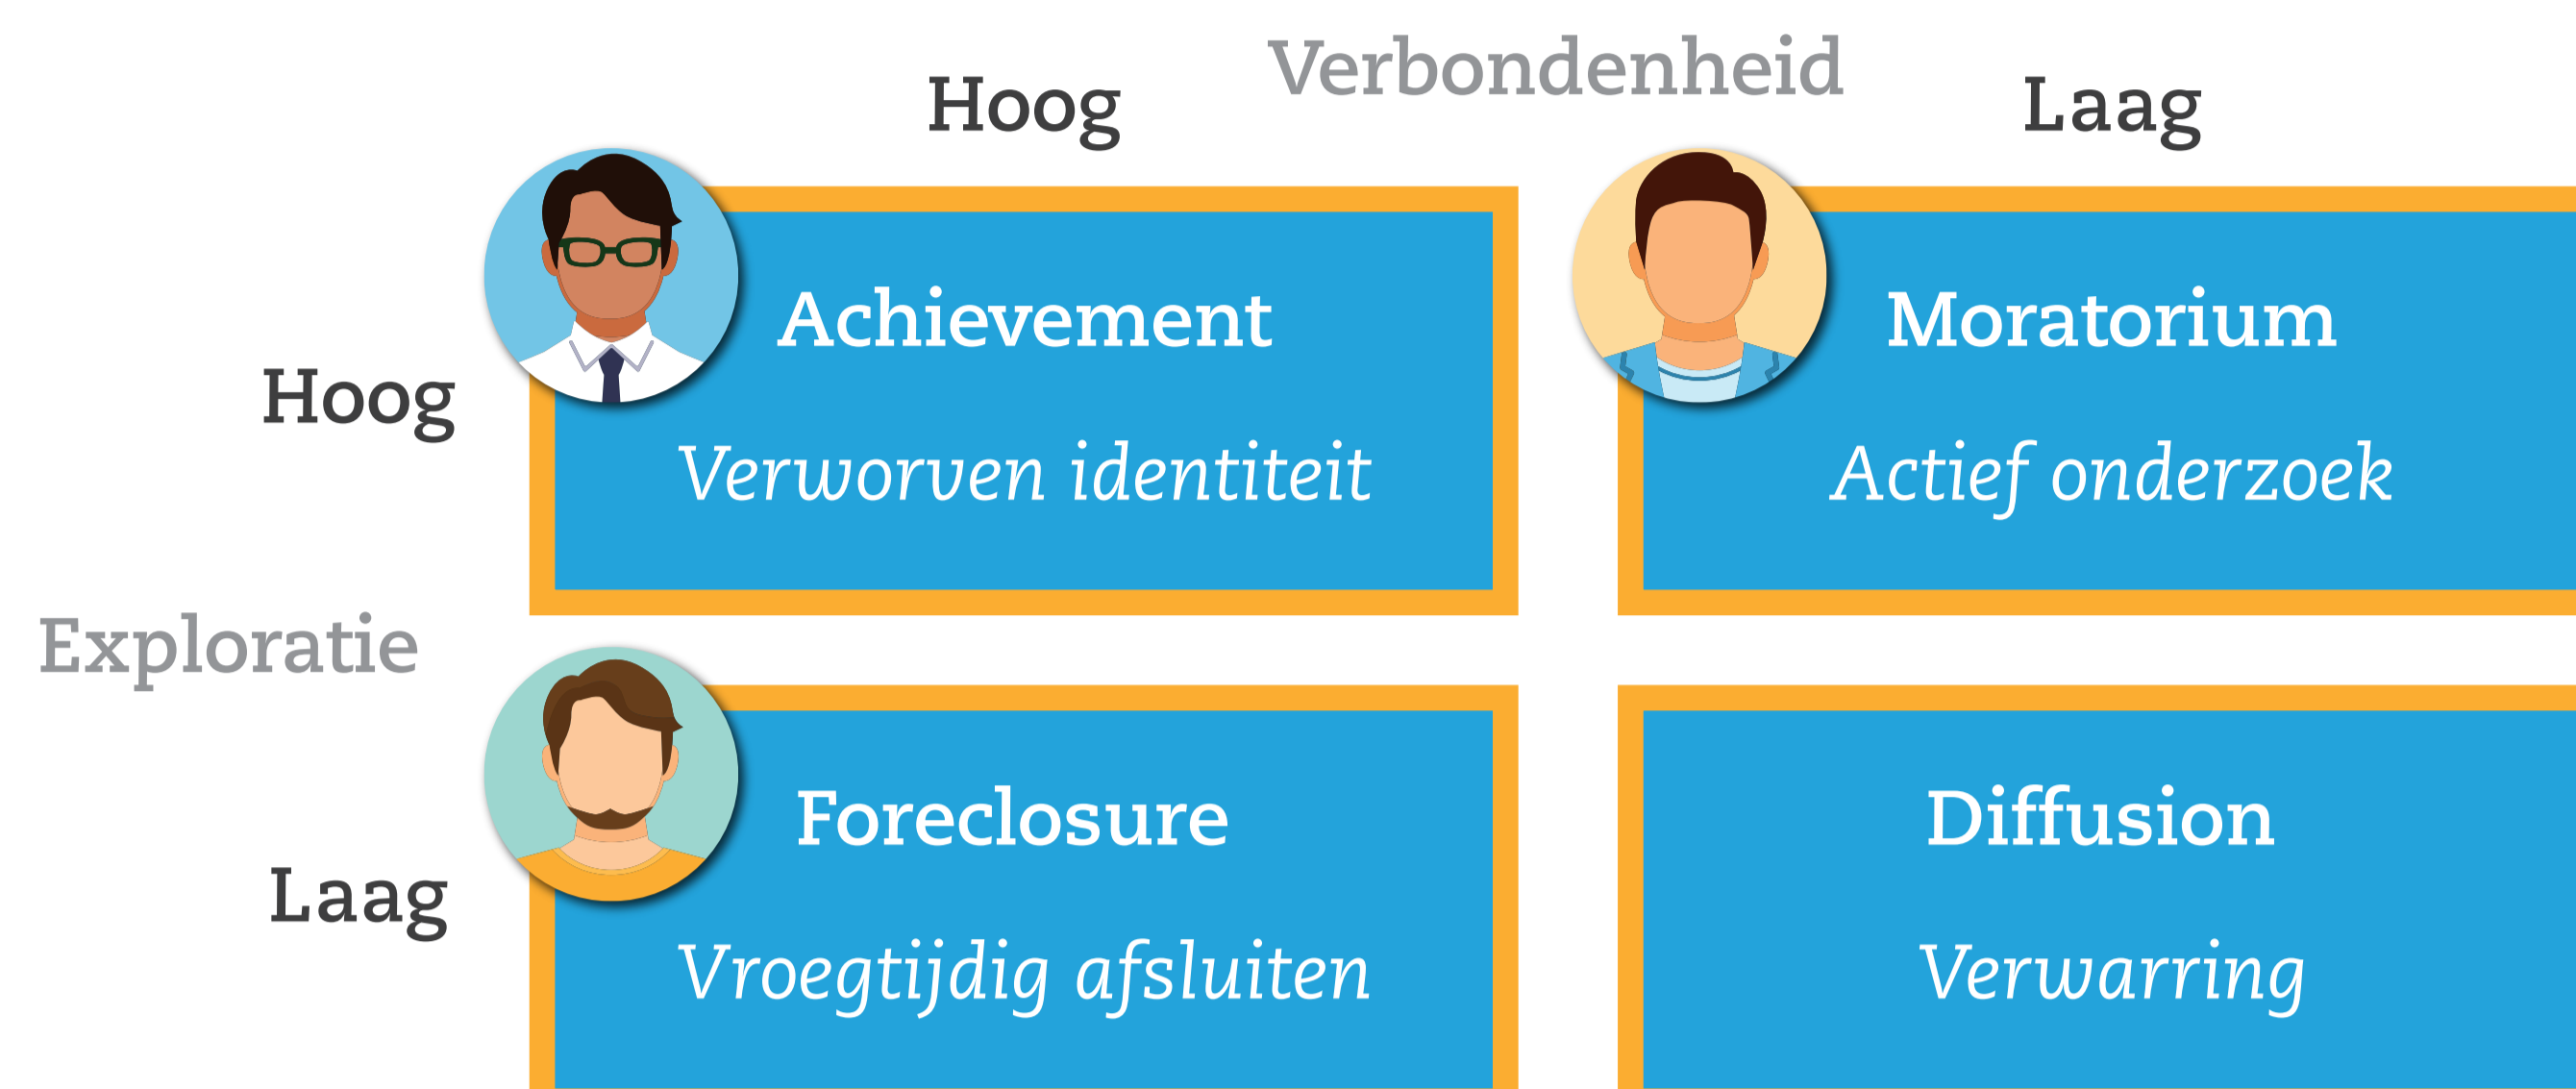 Verbondenheid
Hoog
Laag
Hoog
Achievement
Verworven identiteit
Moratorium
Actief onderzoek
Exploratie
Laag
Foreclosure
Vroegtijdig afsluiten
Diffusion
Verwarring